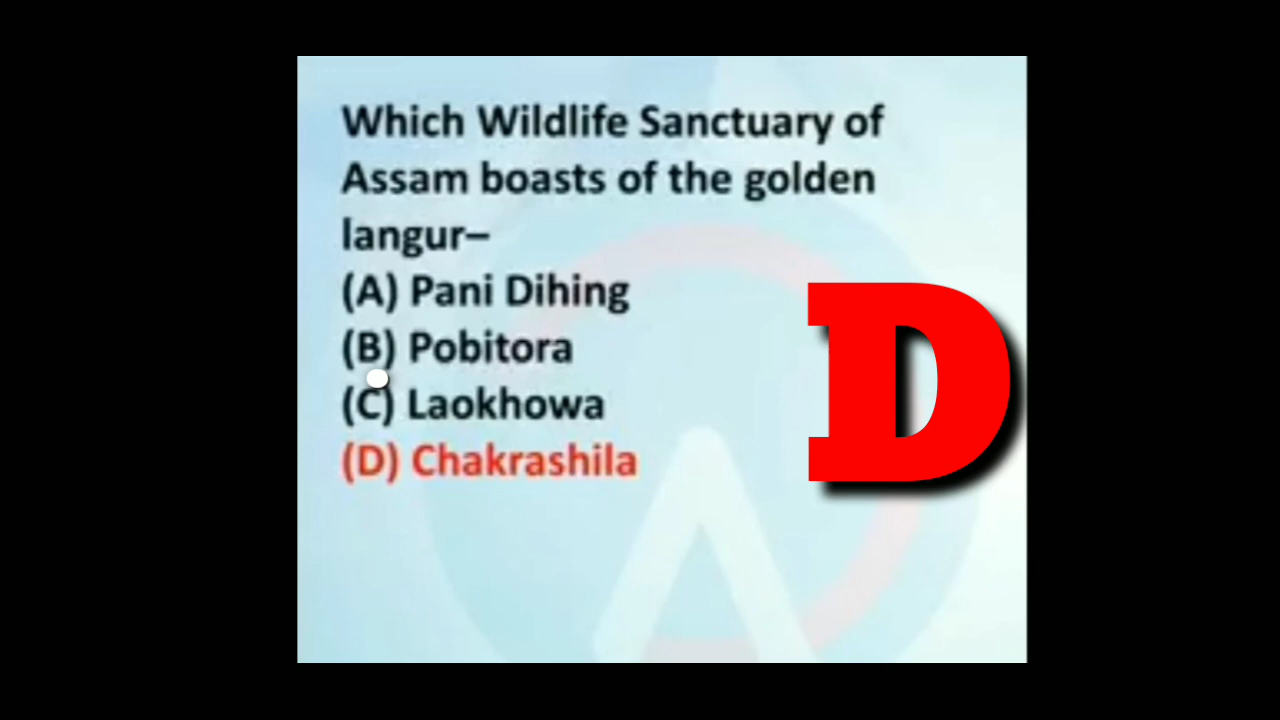 Which Wildlife Sanctuary of
Assam boasts of the golden
langur–
(A) Pani Dihing
(B) Pobitora
(C) Laokhowa
(D) Chakrashila
D